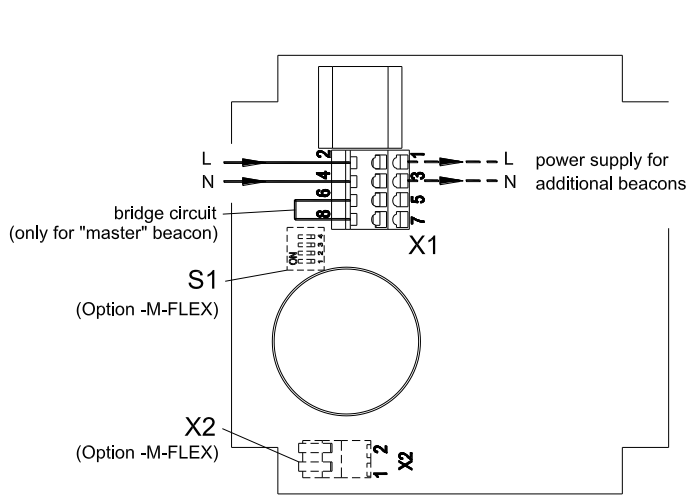 L 2 1 L power supply for
N 4 3 N additional beacons
6 5
bridge circuit
(only for "master" beacon)
8 7
X1
ON 1 2 3 4
S1
(Option -M-FLEX)
X2
(Option -M-FLEX)
1 2 X2